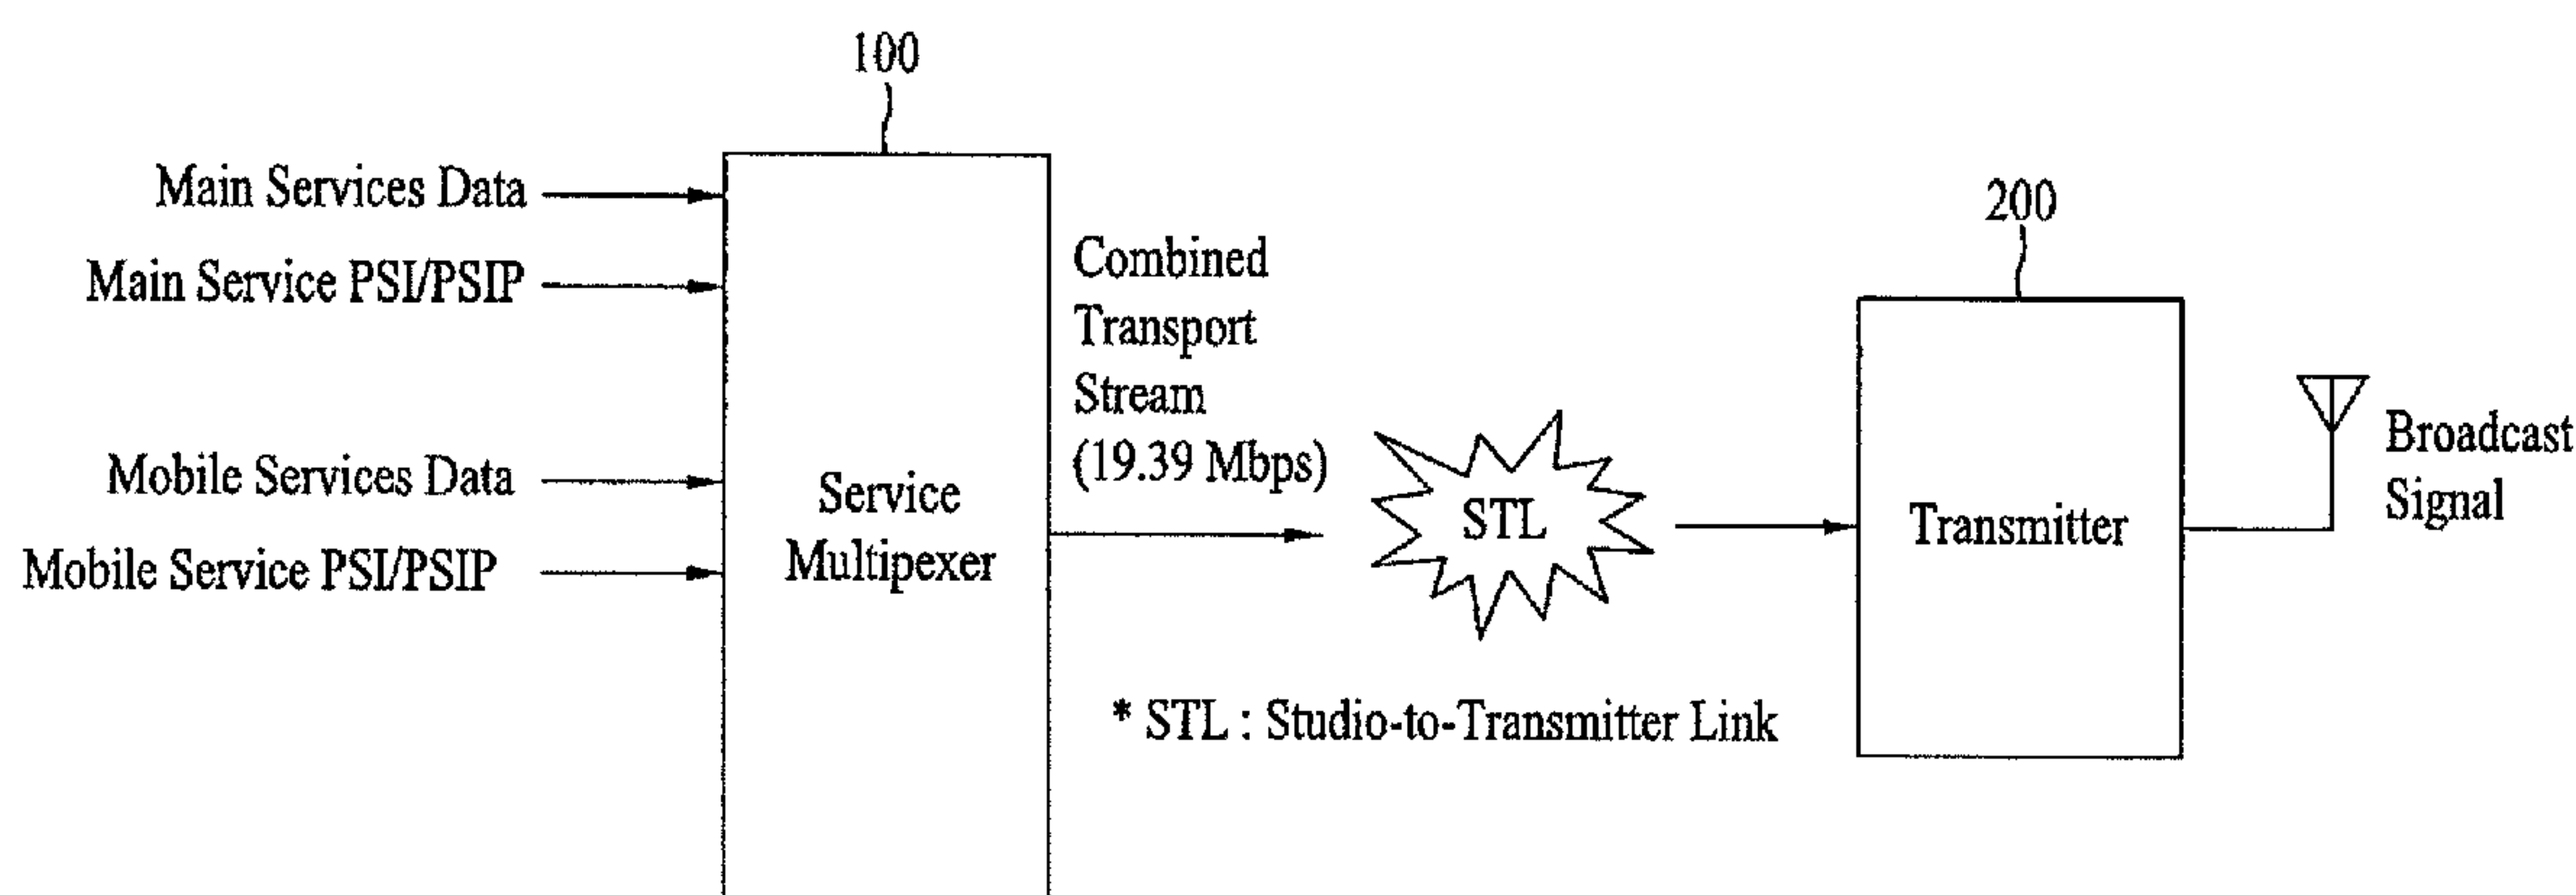 100
Main Services Data
Main Service PSI/PSIP
Mobile Services Data
Mobile Service PSI/PSIP
Service
Multipexer
Combined
Transport
Stream
(19.39 Mbps)
STL
* STL : Studio-to-Transmitter Link
200
Transmitter
Broadcast
Signal